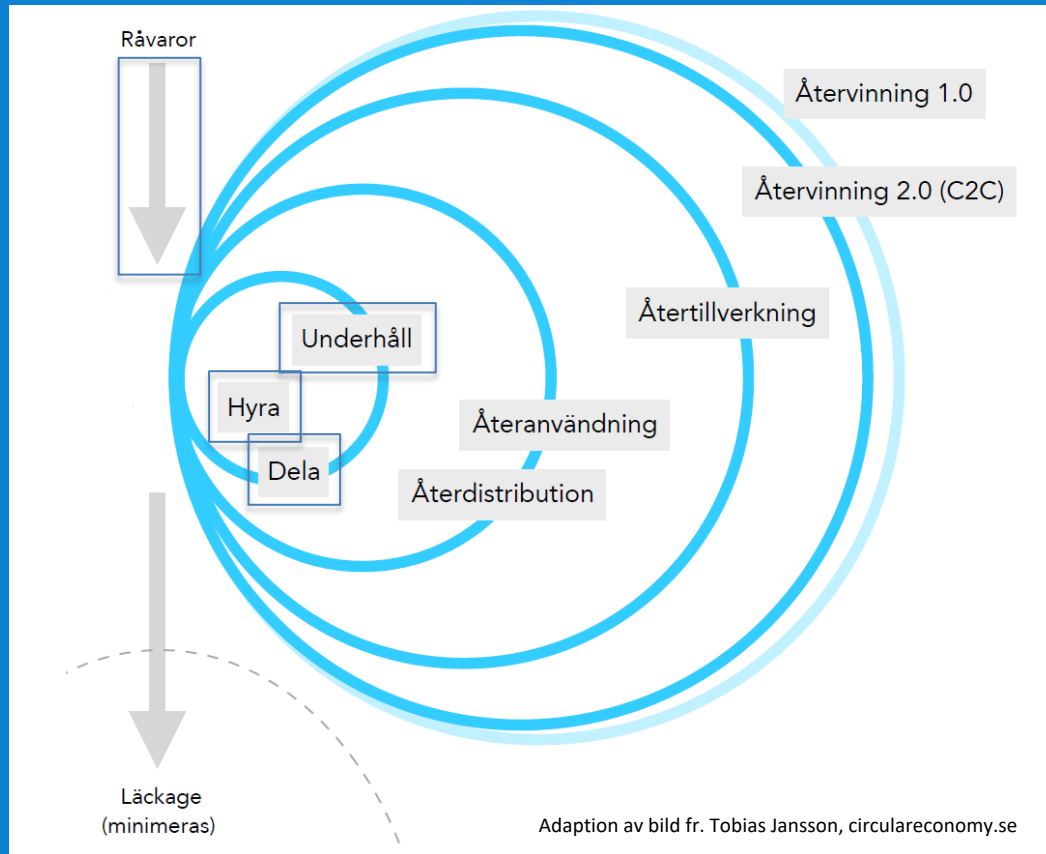 Råvaror
Återvinning 1.0
Återvinning 2.0 (C2C)
Återtillverkning
Underhåll
Hyra
Återanvändning
Dela
Återdistribution
Läckage
(minimeras)
Adaption av bild fr. Tobias Jansson, circulareconomy.se